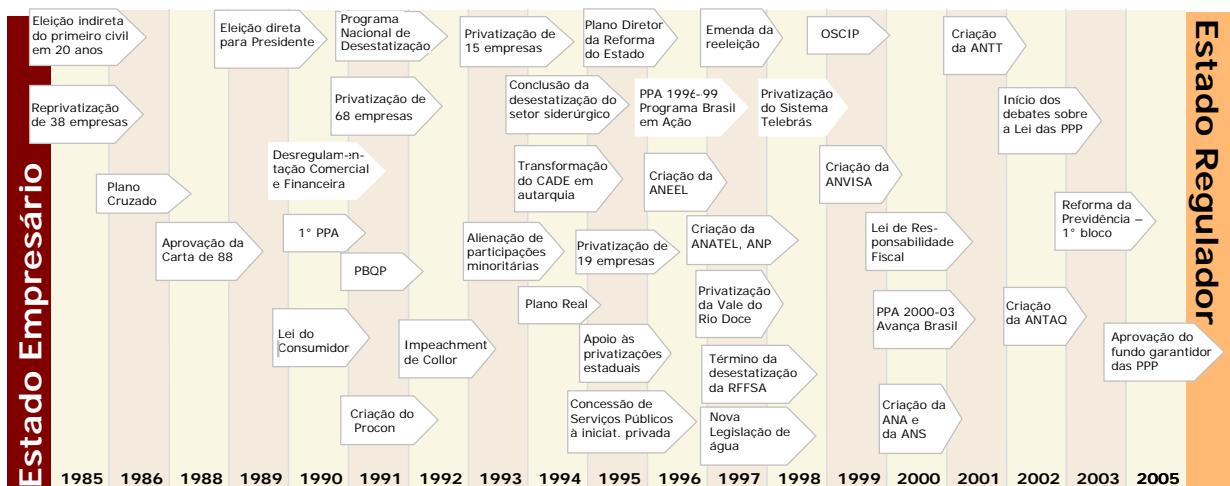 Estado Empresário
Eleição indireta
do primeiro civil
em 20 anos
Eleição direta
para Presidente
Programa
Nacional de
Desestatização
Privatização de
15 empresas
Plano Diretor
da Reforma do
Estado
Emenda da
reeleição
OSCIP
Criação
da ANTT
Reprivatização
de 38 empresas
Privatização de
68 empresas
Conclusão da
desestatização do
setor siderúrgico
PPA 1996-99
Programa Brasil
em Ação
Privatização
do Sistema
Telebrás
Início dos
debates sobre
a Lei das PPP
Desregulamen-
tação Comercial
e Financeira
Transformação
do CADE em
autarquia
Criação da
ANEEL
Criação da
ANVISA
Plano
Cruzado
Reforma da
Previdência –
1° bloco
Aprovação da
Carta de 88
1° PPA
Alienação de
participações
minoritárias
Privatização de
19 empresas
Criação da
ANATEL, ANP
Lei de Res-
ponsabilidade
Fiscal
PBQP
Plano Real
Privatização
da Vale do
Rio Doce
PPA 2000-03
Avança Brasil
Criação
da ANTAQ
Lei do
Consumidor
Impeachment
de Collor
Apoio às
privatizações
estaduais
Término da
desestatização
da RFFSA
Aprovação do
fundo garantidor
das PPP
Criação do
Procon
Concessão de
Serviços Públicos
à iniciat. privada
Nova
Legislação de
água
Criação da
ANA e
da ANS
1985 1986 1988 1989 1990 1991 1992 1993 1994 1995 1996 1997 1998 1999 2000 2001 2002 2003 2005
Estado Regulador